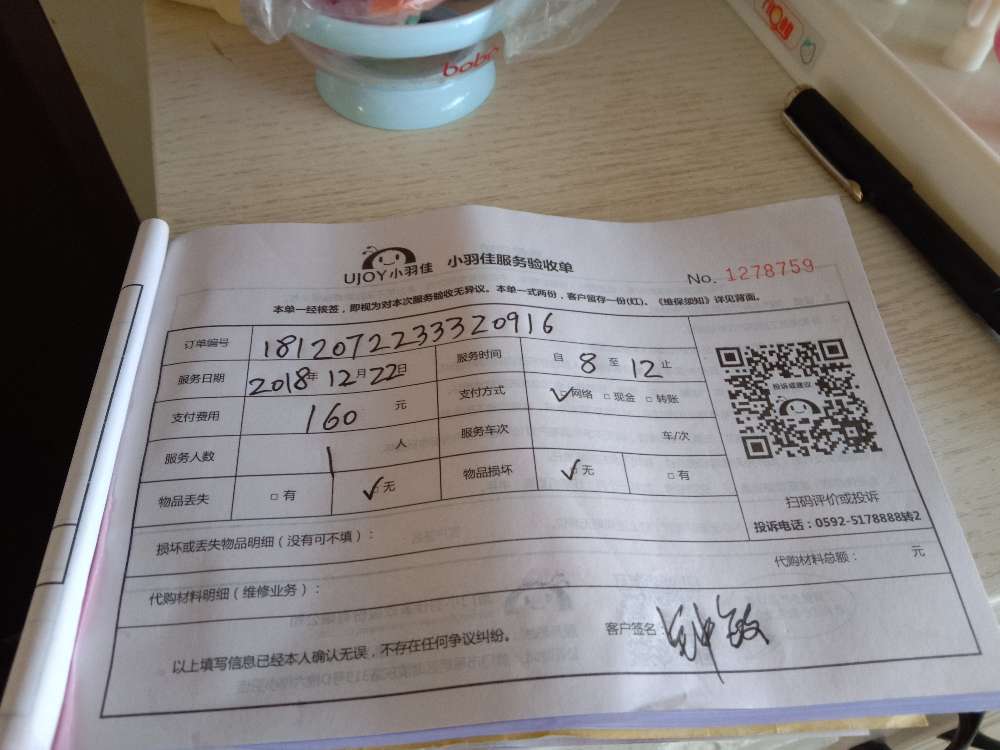 bobo
UJOY小羽佳 小羽佳服务验收单 No. 1278759
本单一经核签，即视为对本次服务验收无异议。本单一式两份，客户留存一份(红)。《维保须知》详见背面。
订单编号 181207223332 0916
服务日期 2018年 12月 22日 服务时间 自 8 至 12 止
支付费用 160 元 支付方式 ✓网络 □现金 □转账
服务人数 1 人 服务车次 车/次
物品丢失 □有 ✓无 物品损坏 ✓无 □有
投诉或建议
扫码评价或投诉
投诉电话：0592-5178888转2
损坏或丢失物品明细（没有可不填）：
代购材料明细（维修业务）： 代购材料总额： 元
以上填写信息已经本人确认无误，不存在任何争议纠纷。 客户签名：钟敏